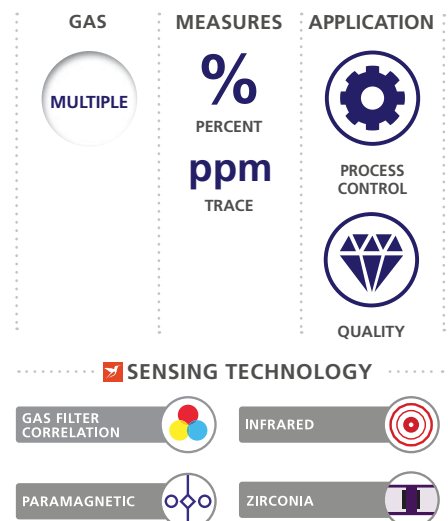 GAS
MULTIPLE
MEASURES
%
PERCENT
ppm
TRACE
APPLICATION
PROCESS
CONTROL
QUALITY
SENSING TECHNOLOGY
GAS FILTER
CORRELATION
INFRARED
PARAMAGNETIC
ZIRCONIA